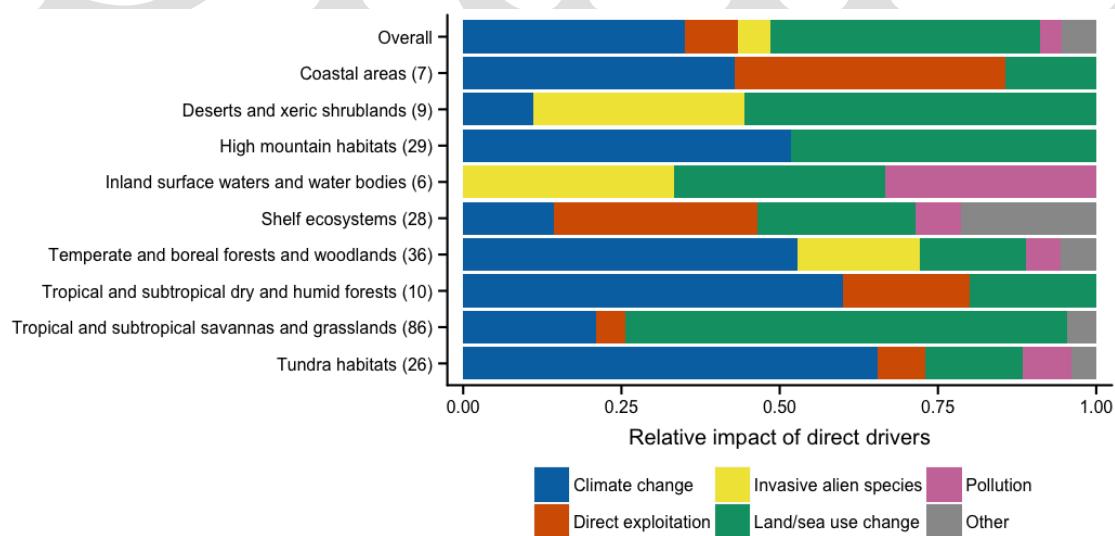 Overall
Coastal areas (7)
Deserts and xeric shrublands (9)
High mountain habitats (29)
Inland surface waters and water bodies (6)
Shelf ecosystems (28)
Temperate and boreal forests and woodlands (36)
Tropical and subtropical dry and humid forests (10)
Tropical and subtropical savannas and grasslands (86)
Tundra habitats (26)
0.00 0.25 0.50 0.75 1.00
Relative impact of direct drivers
Climate change Invasive alien species Pollution
Direct exploitation Land/sea use change Other